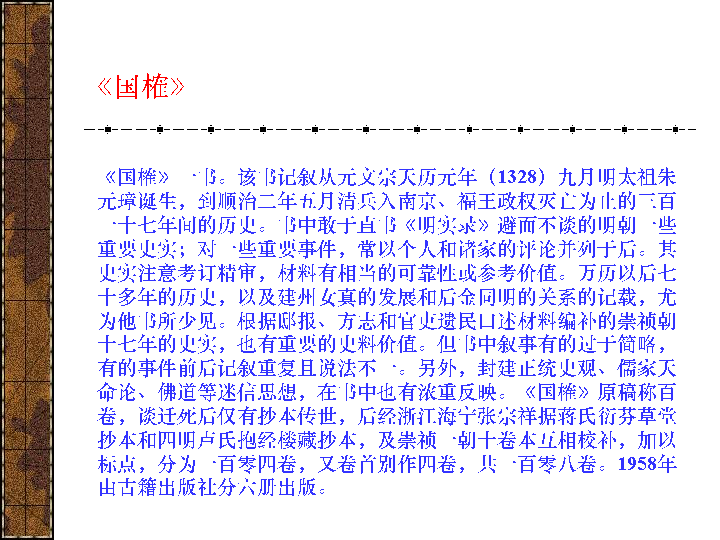 《国榷》
《国榷》一书。该书记叙从元文宗天历元年（1328）九月明太祖朱
元璋诞生，到顺治二年五月清兵入南京、福王政权灭亡为止的三百
一十七年间的历史。书中敢于直书《明实录》避而不谈的明朝一些
重要史实；对一些重要事件，常以个人和诸家的评论并列于后。其
史实注意考订精审，材料有相当的可靠性或参考价值。万历以后七
十多年的历史，以及建州女真的发展和后金同明的关系的记载，尤
为他书所少见。根据邸报、方志和官吏遗民口述材料编补的崇祯朝
十七年的史实，也有重要的史料价值。但书中叙事有的过于简略，
有的事件前后记叙重复且说法不一。另外，封建正统史观、儒家天
命论、佛道等迷信思想，在书中也有浓重反映。《国榷》原稿称百
卷，谈迁死后仅有抄本传世，后经浙江海宁张宗祥据蒋氏衍芬草堂
抄本和四明卢氏抱经楼藏抄本，及崇祯一朝十卷本互相校补，加以
标点，分为一百零四卷，又卷首别作四卷，共一百零八卷。1958年
由古籍出版社分六册出版。